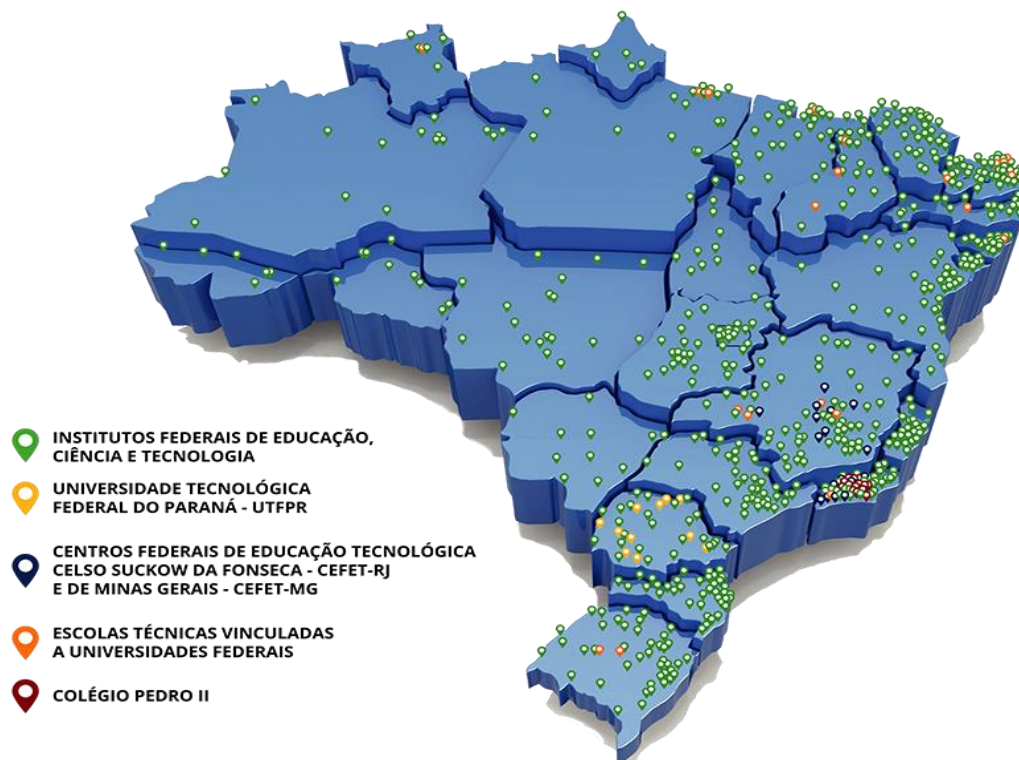 INSTITUTOS FEDERAIS DE EDUCAÇÃO,
CIÊNCIA E TECNOLOGIA
UNIVERSIDADE TECNOLÓGICA
FEDERAL DO PARANÁ - UTFPR
CENTROS FEDERAIS DE EDUCAÇÃO TECNOLÓGICA
CELSO SUCKOW DA FONSECA - CEFET-RJ
E DE MINAS GERAIS - CEFET-MG
ESCOLAS TÉCNICAS VINCULADAS
A UNIVERSIDADES FEDERAIS
COLÉGIO PEDRO II